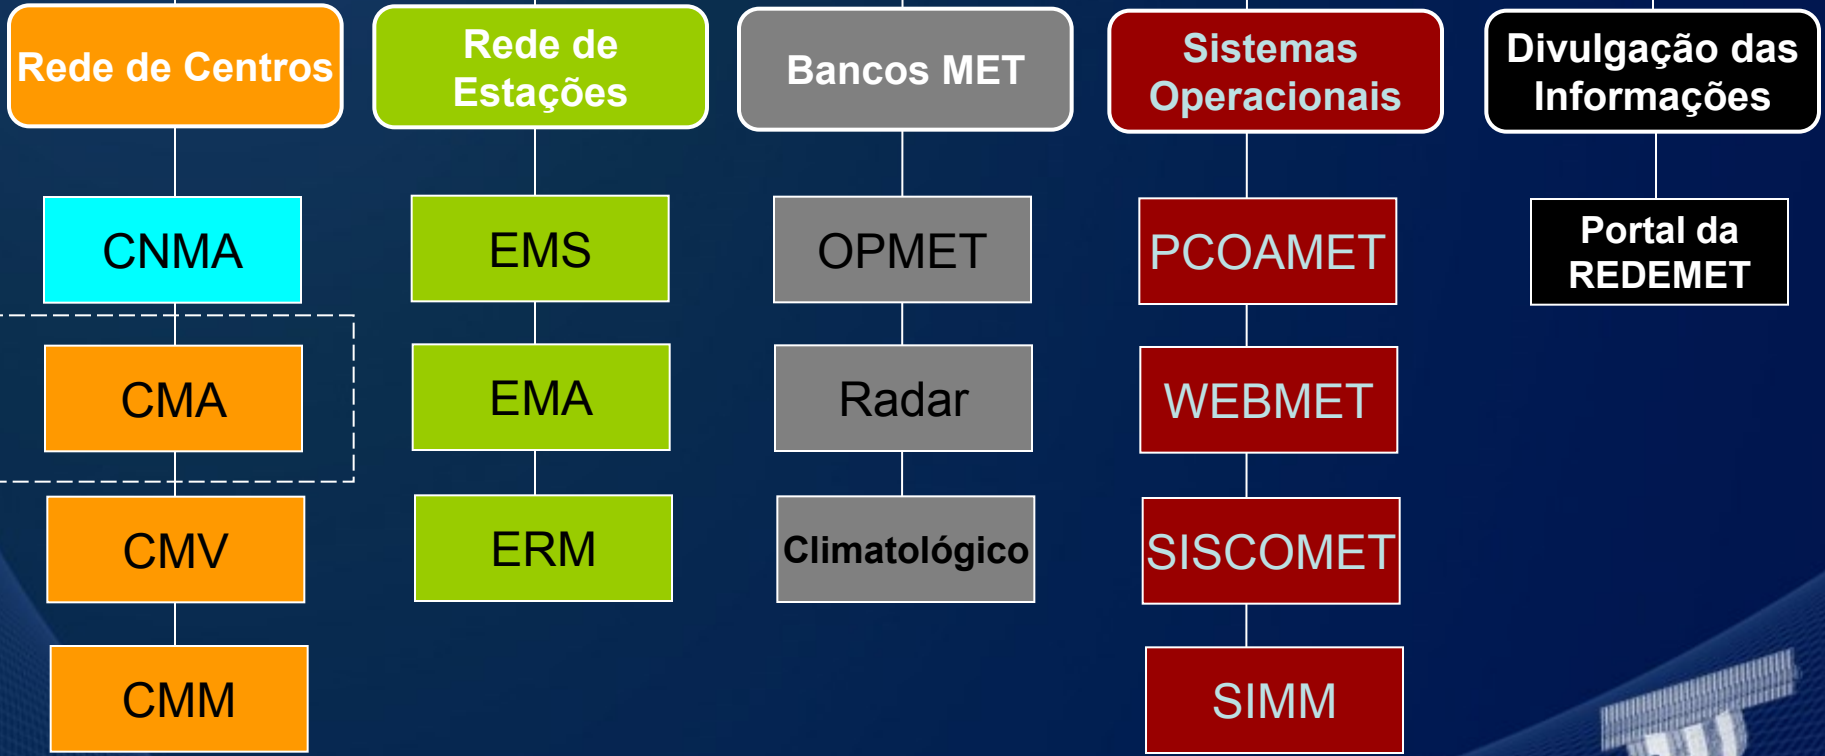 Rede de Centros
CNMA
CMA
CMV
CMM
Rede de
Estações
EMS
EMA
ERM
Bancos MET
OPMET
Radar
Climatológico
Sistemas
Operacionais
PCOAMET
WEBMET
SISCOMET
SIMM
Divulgação das
Informações
Portal da
REDEMET